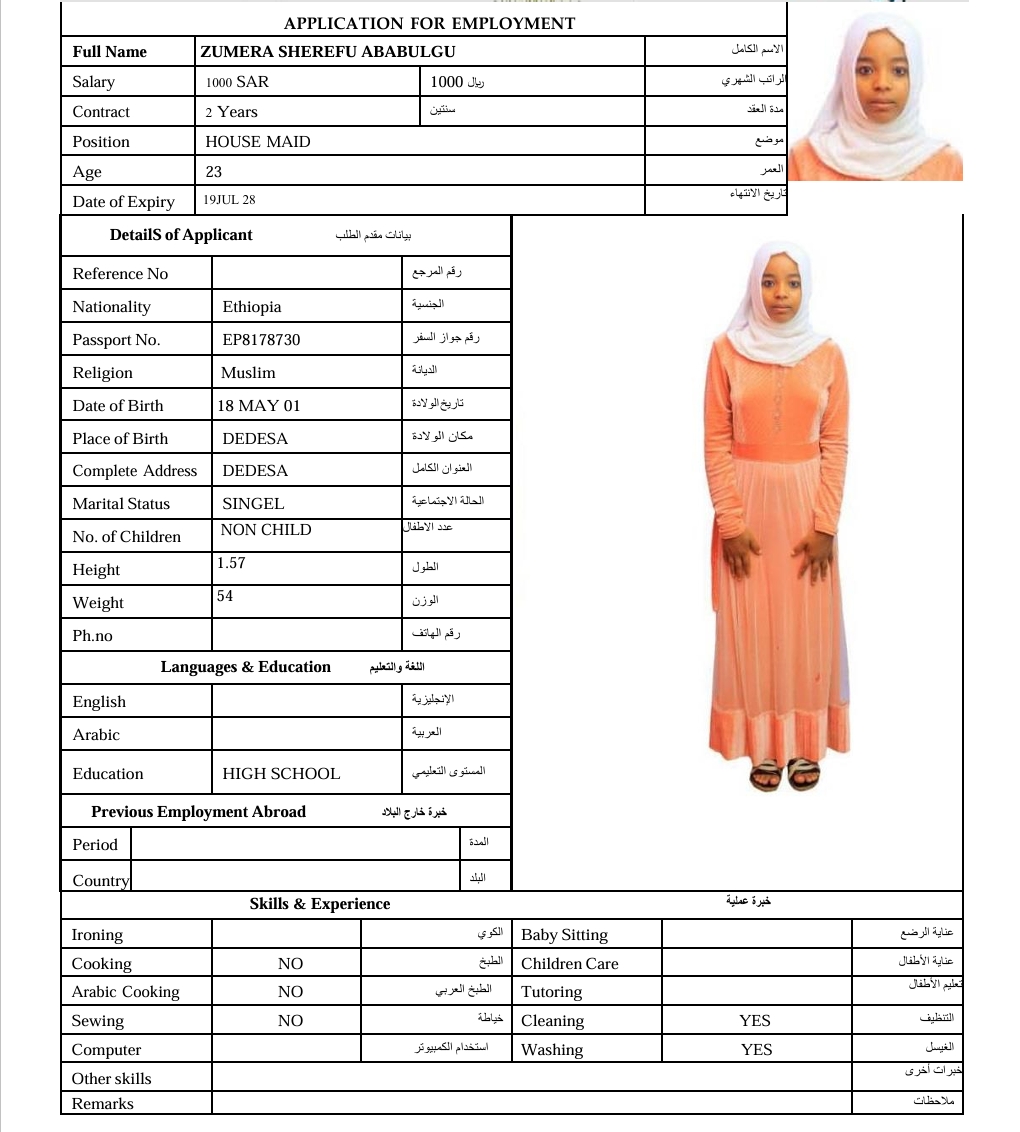 APPLICATION FOR EMPLOYMENT
Full Name ZUMERA SHEREFU ABABULGU الاسم الكامل
Salary 1000 SAR 1000 ريال الراتب الشهري
Contract 2 Years سنتين مدة العقد
Position HOUSE MAID موضع
Age 23 العمر
Date of Expiry 19JUL 28 تاريخ الانتهاء
DetailS of Applicant بيانات مقدم الطلب
Reference No رقم المرجع
Nationality Ethiopia الجنسية
Passport No. EP8178730 رقم جواز السفر
Religion Muslim الديانة
Date of Birth 18 MAY 01 تاريخ الولادة
Place of Birth DEDESA مكان الولادة
Complete Address DEDESA العنوان الكامل
Marital Status SINGEL الحالة الاجتماعية
No. of Children NON CHILD عدد الاطفال
Height 1.57 الطول
Weight 54 الوزن
Ph.no رقم الهاتف
Languages & Education اللغة والتعليم
English الإنجليزية
Arabic العربية
Education HIGH SCHOOL المستوى التعليمي
Previous Employment Abroad خبرة خارج البلاد
Period المدة
Country البلد
Skills & Experience خبرة عملية
Ironing الكوي Baby Sitting عناية الرضع
Cooking NO الطبخ Children Care عناية الأطفال
Arabic Cooking NO الطبخ العربي Tutoring تعليم الأطفال
Sewing NO خياطة Cleaning YES التنظيف
Computer استخدام الكمبيوتر Washing YES الغيسل
Other skills خبرات أخرى
Remarks ملاحظات